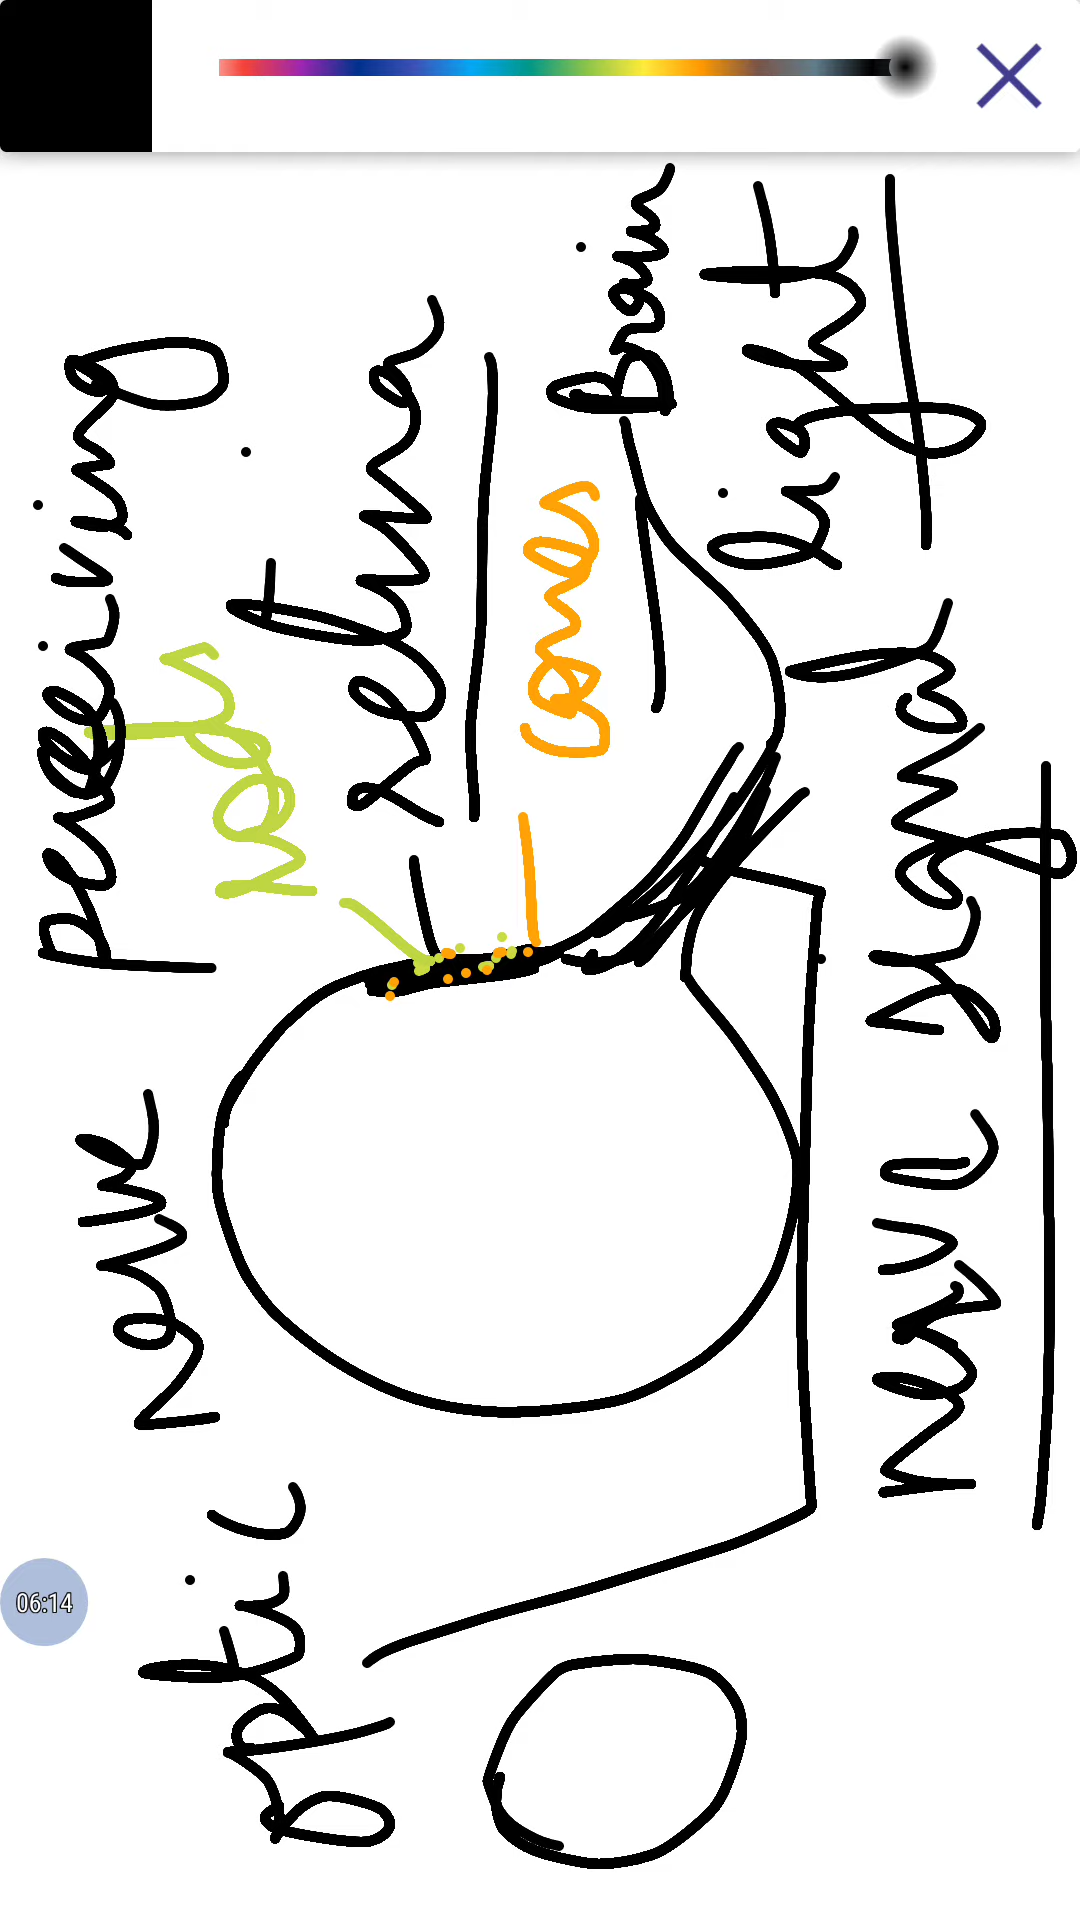 perceiving
optic nerve
rods
retina
cones
Brain
light
nerve signal
06:14